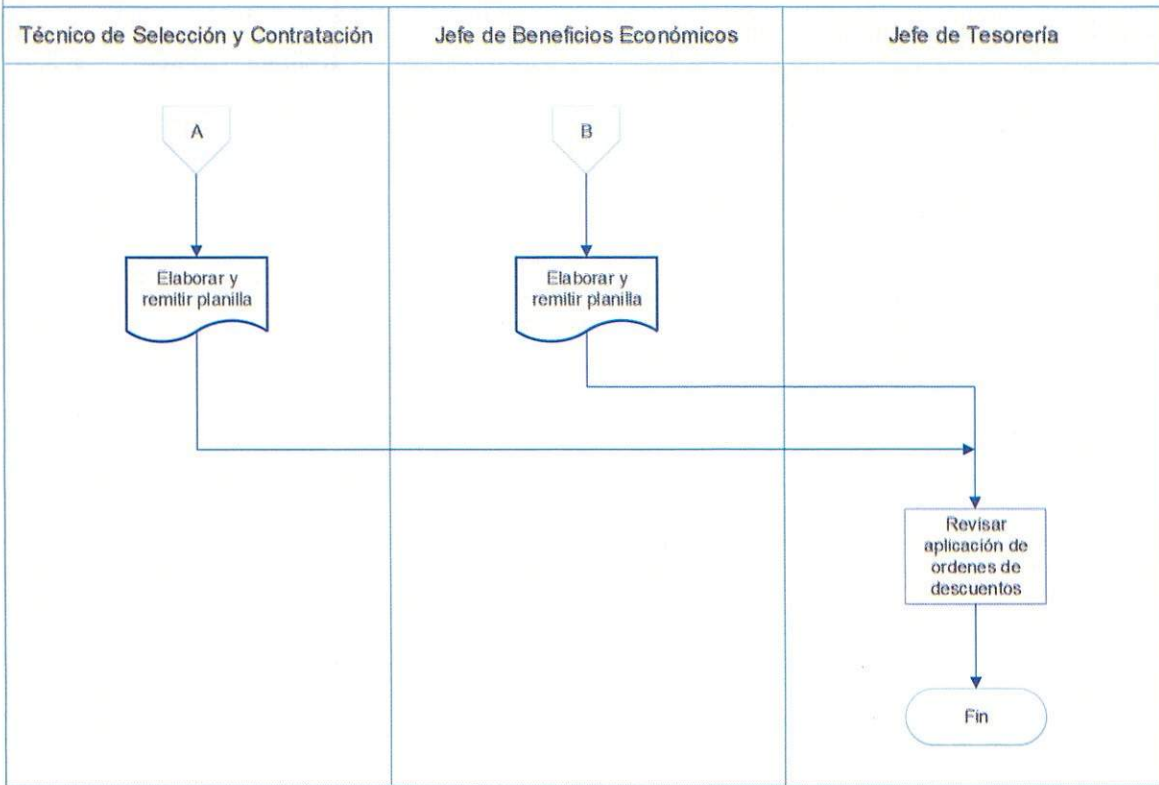 Técnico de Selección y Contratación
Jefe de Beneficios Económicos
Jefe de Tesorería
A
B
Elaborar y
remitir planilla
Elaborar y
remitir planilla
Revisar
aplicación de
ordenes de
descuentos
Fin